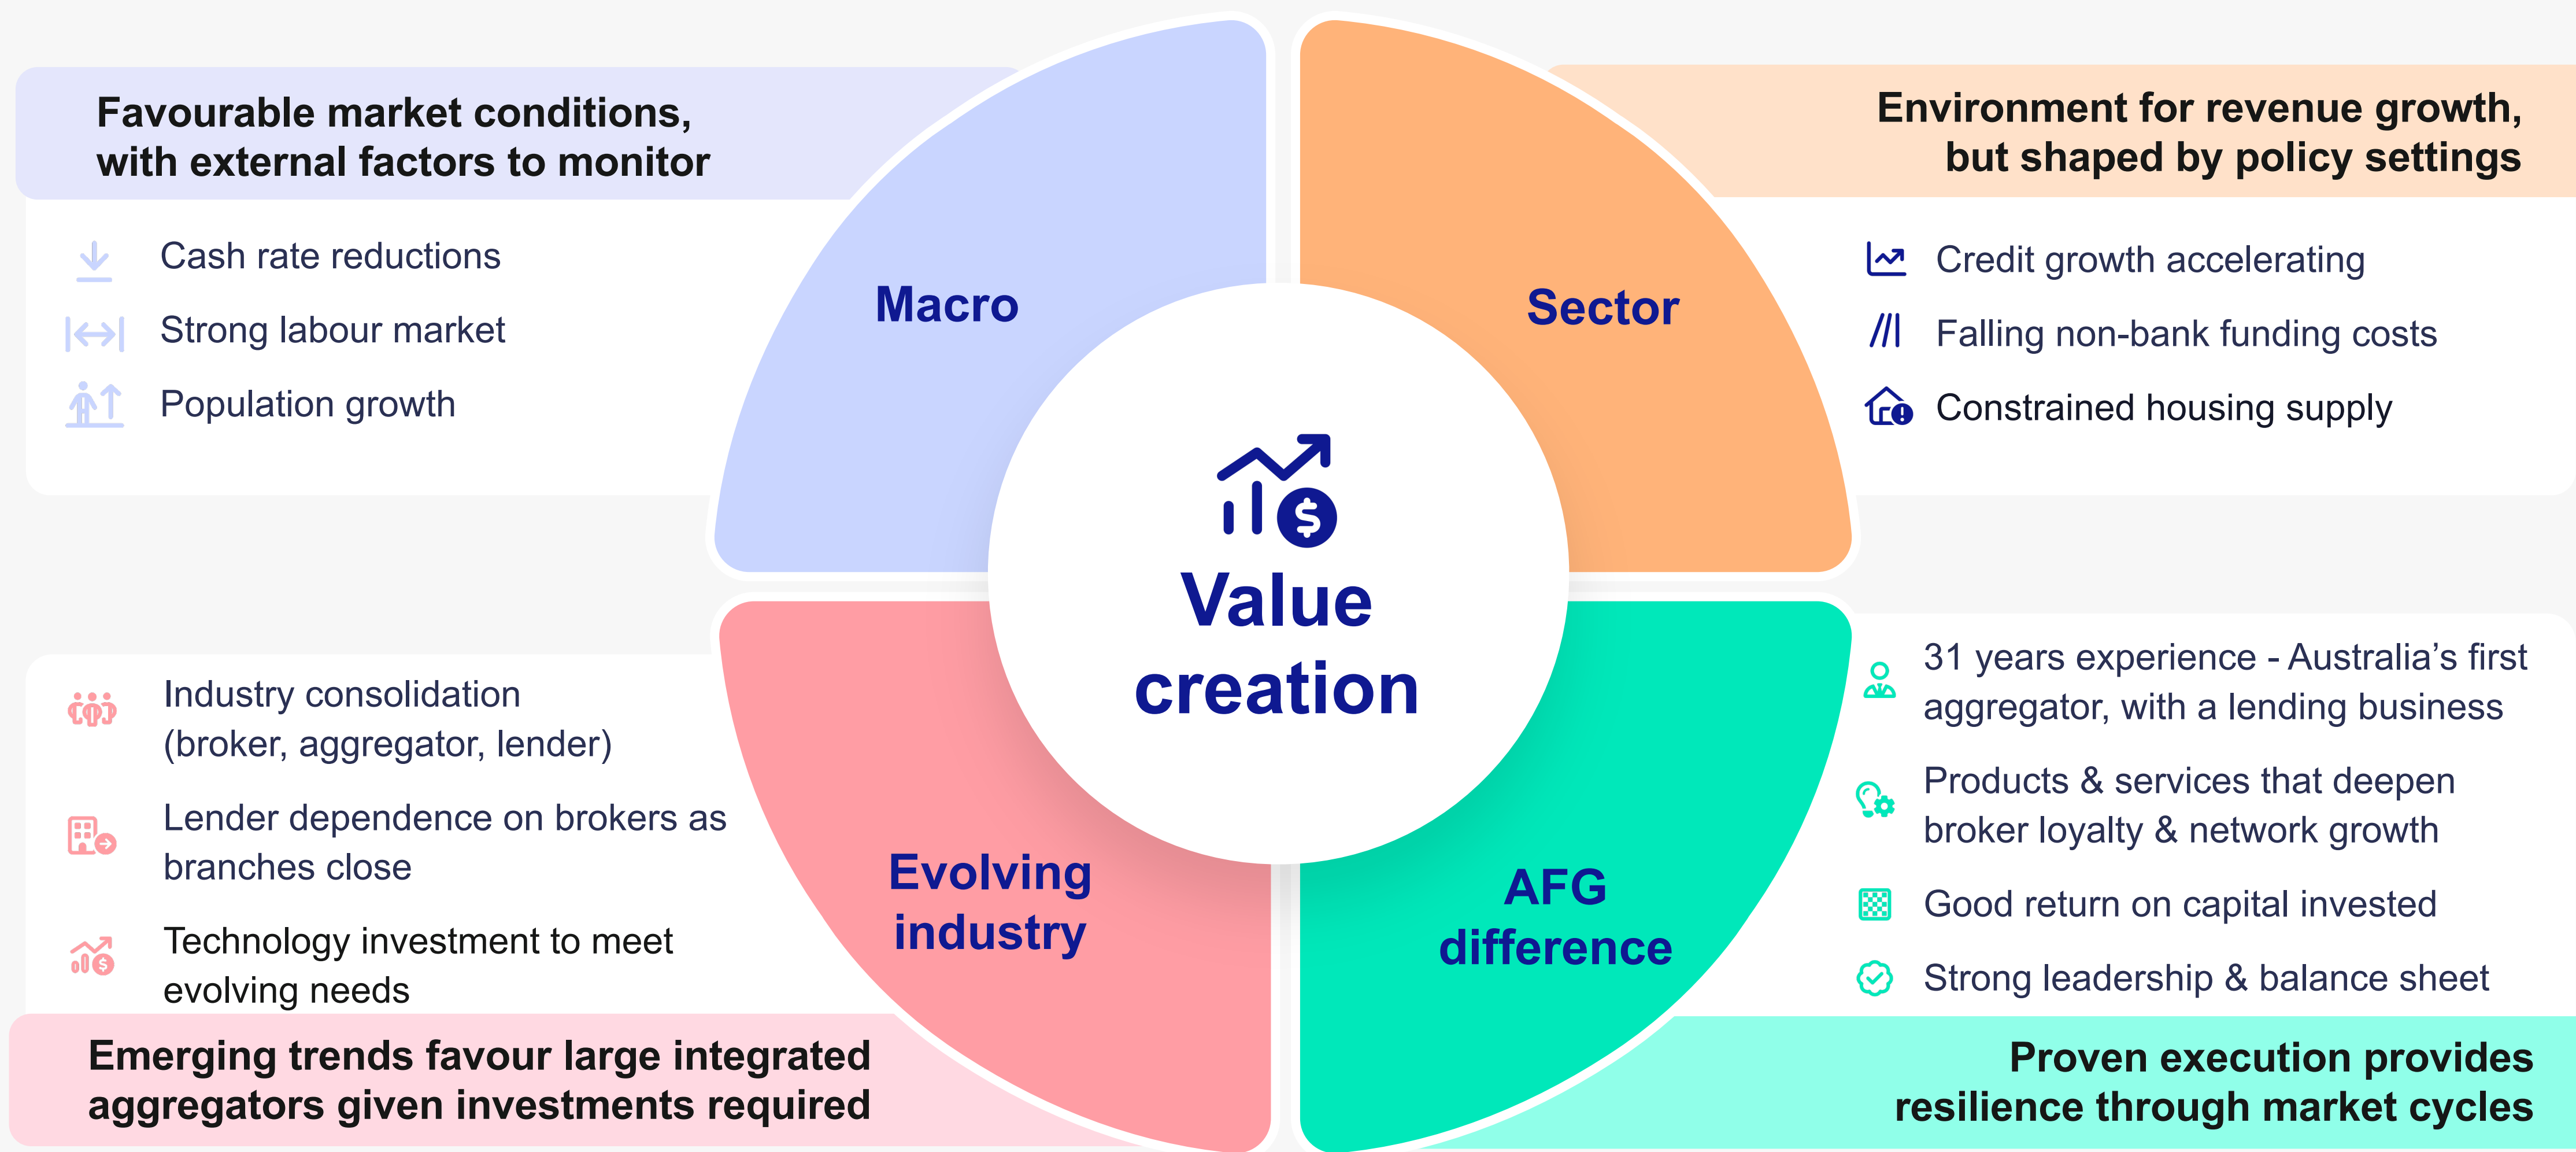 Favourable market conditions,
with external factors to monitor
Cash rate reductions
Strong labour market
Population growth
Macro
Sector
Environment for revenue growth,
but shaped by policy settings
Credit growth accelerating
Falling non-bank funding costs
Constrained housing supply
$
Value
creation
Industry consolidation
(broker, aggregator, lender)
Lender dependence on brokers as
branches close
$
Technology investment to meet
evolving needs
Emerging trends favour large integrated
aggregators given investments required
Evolving
industry
AFG
difference
31 years experience - Australia’s first
aggregator, with a lending business
Products & services that deepen
broker loyalty & network growth
Good return on capital invested
Strong leadership & balance sheet
Proven execution provides
resilience through market cycles